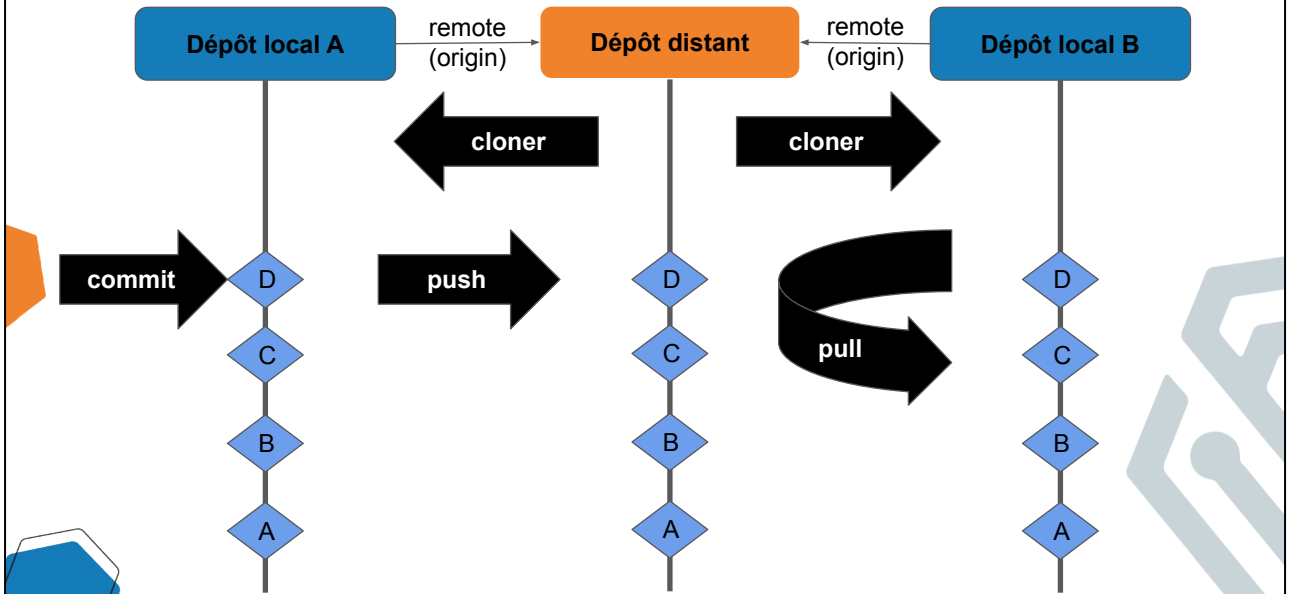 Dépôt local A
remote
(origin)
Dépôt distant
remote
(origin)
Dépôt local B
cloner
cloner
commit
D
push
D
D
C
C
pull
C
B
B
B
A
A
A